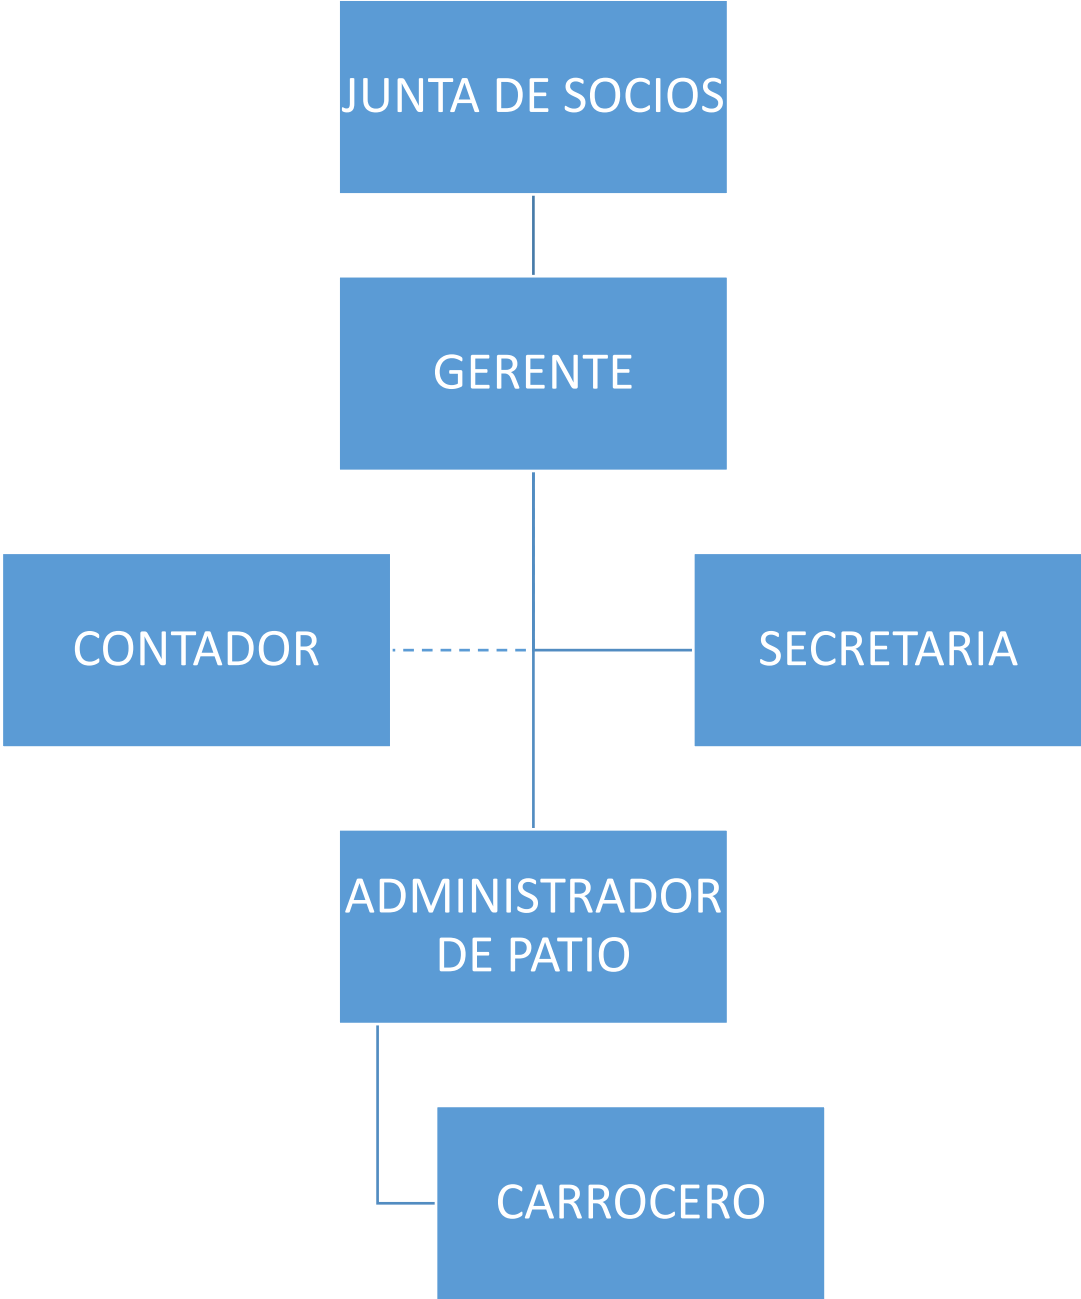 JUNTA DE SOCIOS
GERENTE
CONTADOR
SECRETARIA
ADMINISTRADOR
DE PATIO
CARROCERO